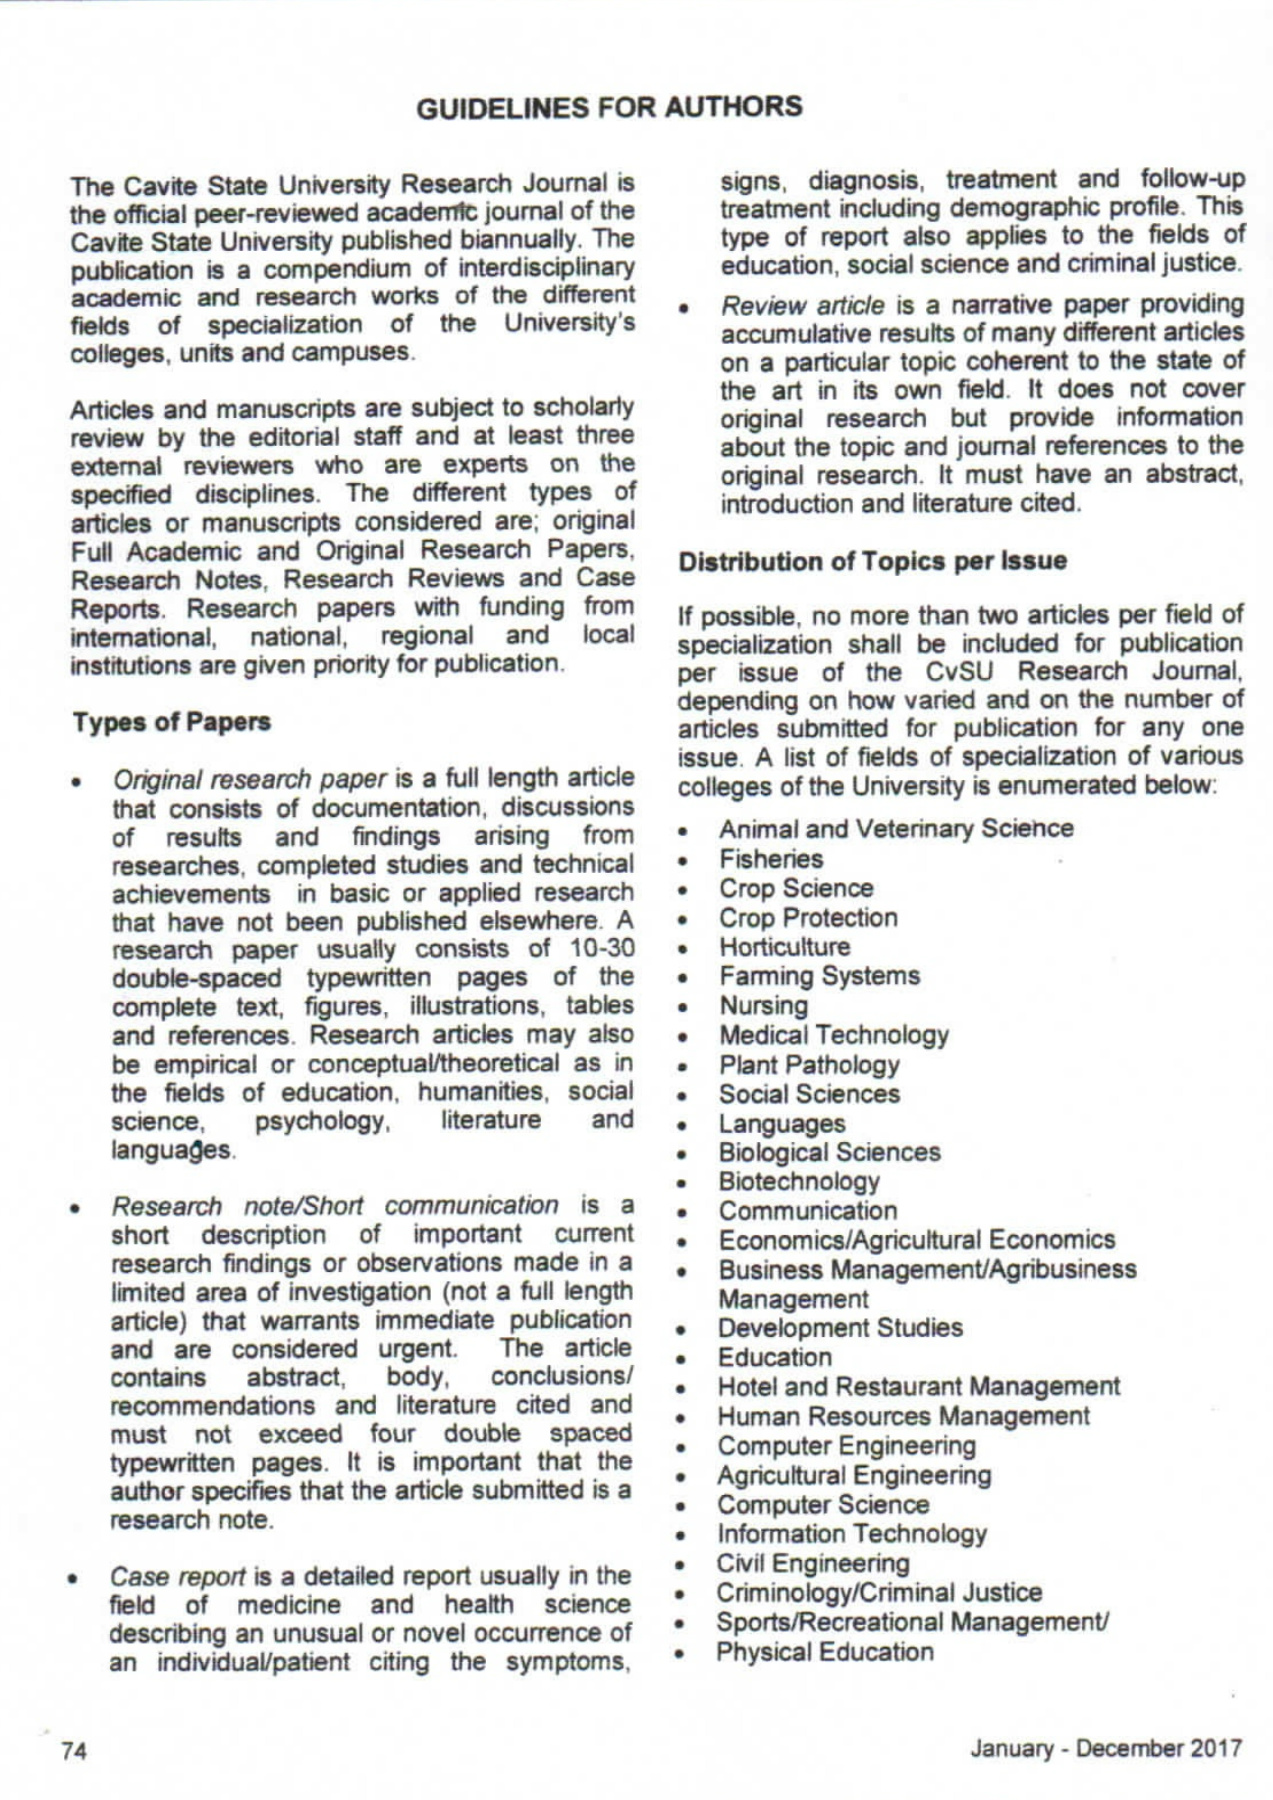 GUIDELINES FOR AUTHORS
The Cavite State University Research Journal is
the official peer-reviewed academic journal of the
Cavite State University published biannually. The
publication is a compendium of interdisciplinary
academic and research works of the different
fields of specialization of the University's
colleges, units and campuses.
Articles and manuscripts are subject to scholarly
review by the editorial staff and at least three
external reviewers who are experts on the
specified disciplines. The different types of
articles or manuscripts considered are; original
Full Academic and Original Research Papers,
Research Notes, Research Reviews and Case
Reports. Research papers with funding from
international, national, regional and local
institutions are given priority for publication.
Types of Papers
• Original research paper is a full length article
that consists of documentation, discussions
of results and findings arising from
researches, completed studies and technical
achievements in basic or applied research
that have not been published elsewhere. A
research paper usually consists of 10-30
double-spaced typewritten pages of the
complete text, figures, illustrations, tables
and references. Research articles may also
be empirical or conceptual/theoretical as in
the fields of education, humanities, social
science, psychology, literature and
languages.
• Research note/Short communication is a
short description of important current
research findings or observations made in a
limited area of investigation (not a full length
article) that warrants immediate publication
and are considered urgent. The article
contains abstract, body, conclusions/
recommendations and literature cited and
must not exceed four double spaced
typewritten pages. It is important that the
author specifies that the article submitted is a
research note.
• Case report is a detailed report usually in the
field of medicine and health science
describing an unusual or novel occurrence of
an individual/patient citing the symptoms,
signs, diagnosis, treatment and follow-up
treatment including demographic profile. This
type of report also applies to the fields of
education, social science and criminal justice.
• Review article is a narrative paper providing
accumulative results of many different articles
on a particular topic coherent to the state of
the art in its own field. It does not cover
original research but provide information
about the topic and journal references to the
original research. It must have an abstract,
introduction and literature cited.
Distribution of Topics per Issue
If possible, no more than two articles per field of
specialization shall be included for publication
per issue of the CvSU Research Journal,
depending on how varied and on the number of
articles submitted for publication for any one
issue. A list of fields of specialization of various
colleges of the University is enumerated below:
• Animal and Veterinary Science
• Fisheries
• Crop Science
• Crop Protection
• Horticulture
• Farming Systems
• Nursing
• Medical Technology
• Plant Pathology
• Social Sciences
• Languages
• Biological Sciences
• Biotechnology
• Communication
• Economics/Agricultural Economics
• Business Management/Agribusiness
Management
• Development Studies
• Education
• Hotel and Restaurant Management
• Human Resources Management
• Computer Engineering
• Agricultural Engineering
• Computer Science
• Information Technology
• Civil Engineering
• Criminology/Criminal Justice
• Sports/Recreational Management/
• Physical Education
74
January - December 2017